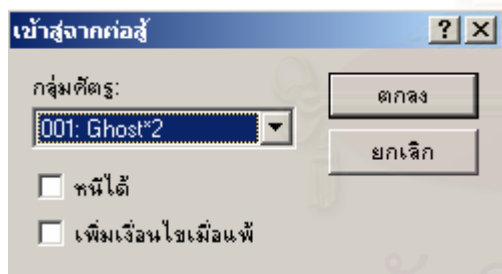 เข้าสู่ฉากต่อสู้
กลุ่มศัตรู:
001: Ghost*2
ตกลง
ยกเลิก
หนีได้
เพิ่มเงื่อนไขเมื่อแพ้